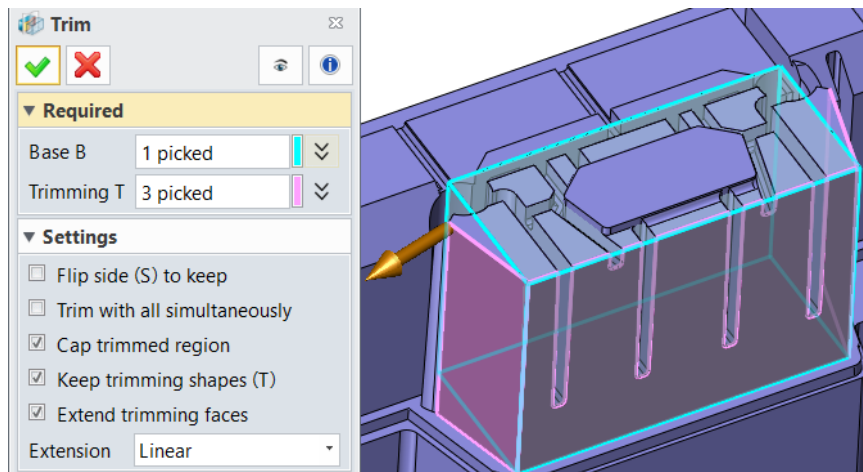 Trim
Required
Base B 1 picked
Trimming T 3 picked
Settings
Flip side (S) to keep
Trim with all simultaneously
Cap trimmed region
Keep trimming shapes (T)
Extend trimming faces
Extension Linear